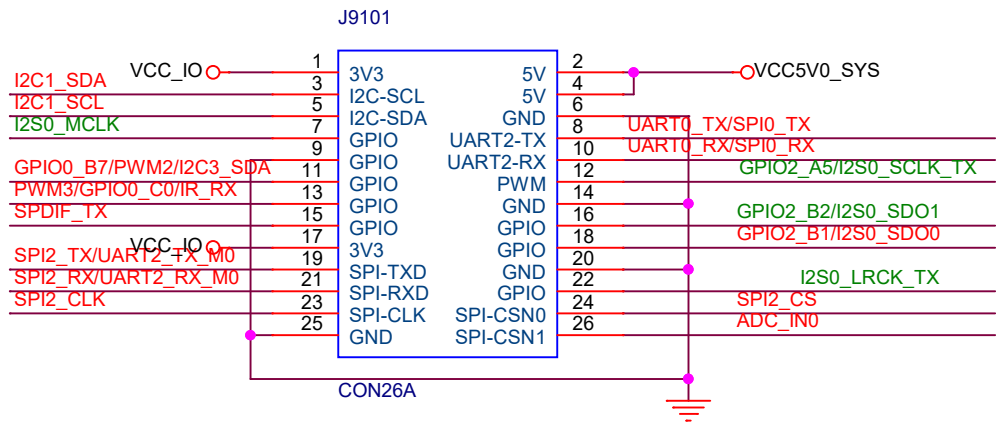 J9101
VCC_IO 1 3V3 5V 2 VCC5V0_SYS
I2C1_SDA 3 I2C-SCL 5V 4
I2C1_SCL 5 I2C-SDA GND 6
I2S0_MCLK 7 GPIO UART2-TX 8 UART0_TX/SPI0_TX
9 GPIO UART2-RX 10 UART0_RX/SPI0_RX
GPIO0_B7/PWM2/I2C3_SDA 11 GPIO PWM 12 GPIO2_A5/I2S0_SCLK_TX
PWM3/GPIO0_C0/IR_RX 13 GPIO GND 14
SPDIF_TX 15 GPIO GPIO 16 GPIO2_B2/I2S0_SDO1
VCC_IO 17 3V3 GPIO 18 GPIO2_B1/I2S0_SDO0
SPI2_TX/UART2_TX_M0 19 SPI-TXD GND 20
SPI2_RX/UART2_RX_M0 21 SPI-RXD GPIO 22 I2S0_LRCK_TX
SPI2_CLK 23 SPI-CLK SPI-CSN0 24 SPI2_CS
25 GND SPI-CSN1 26 ADC_IN0
CON26A